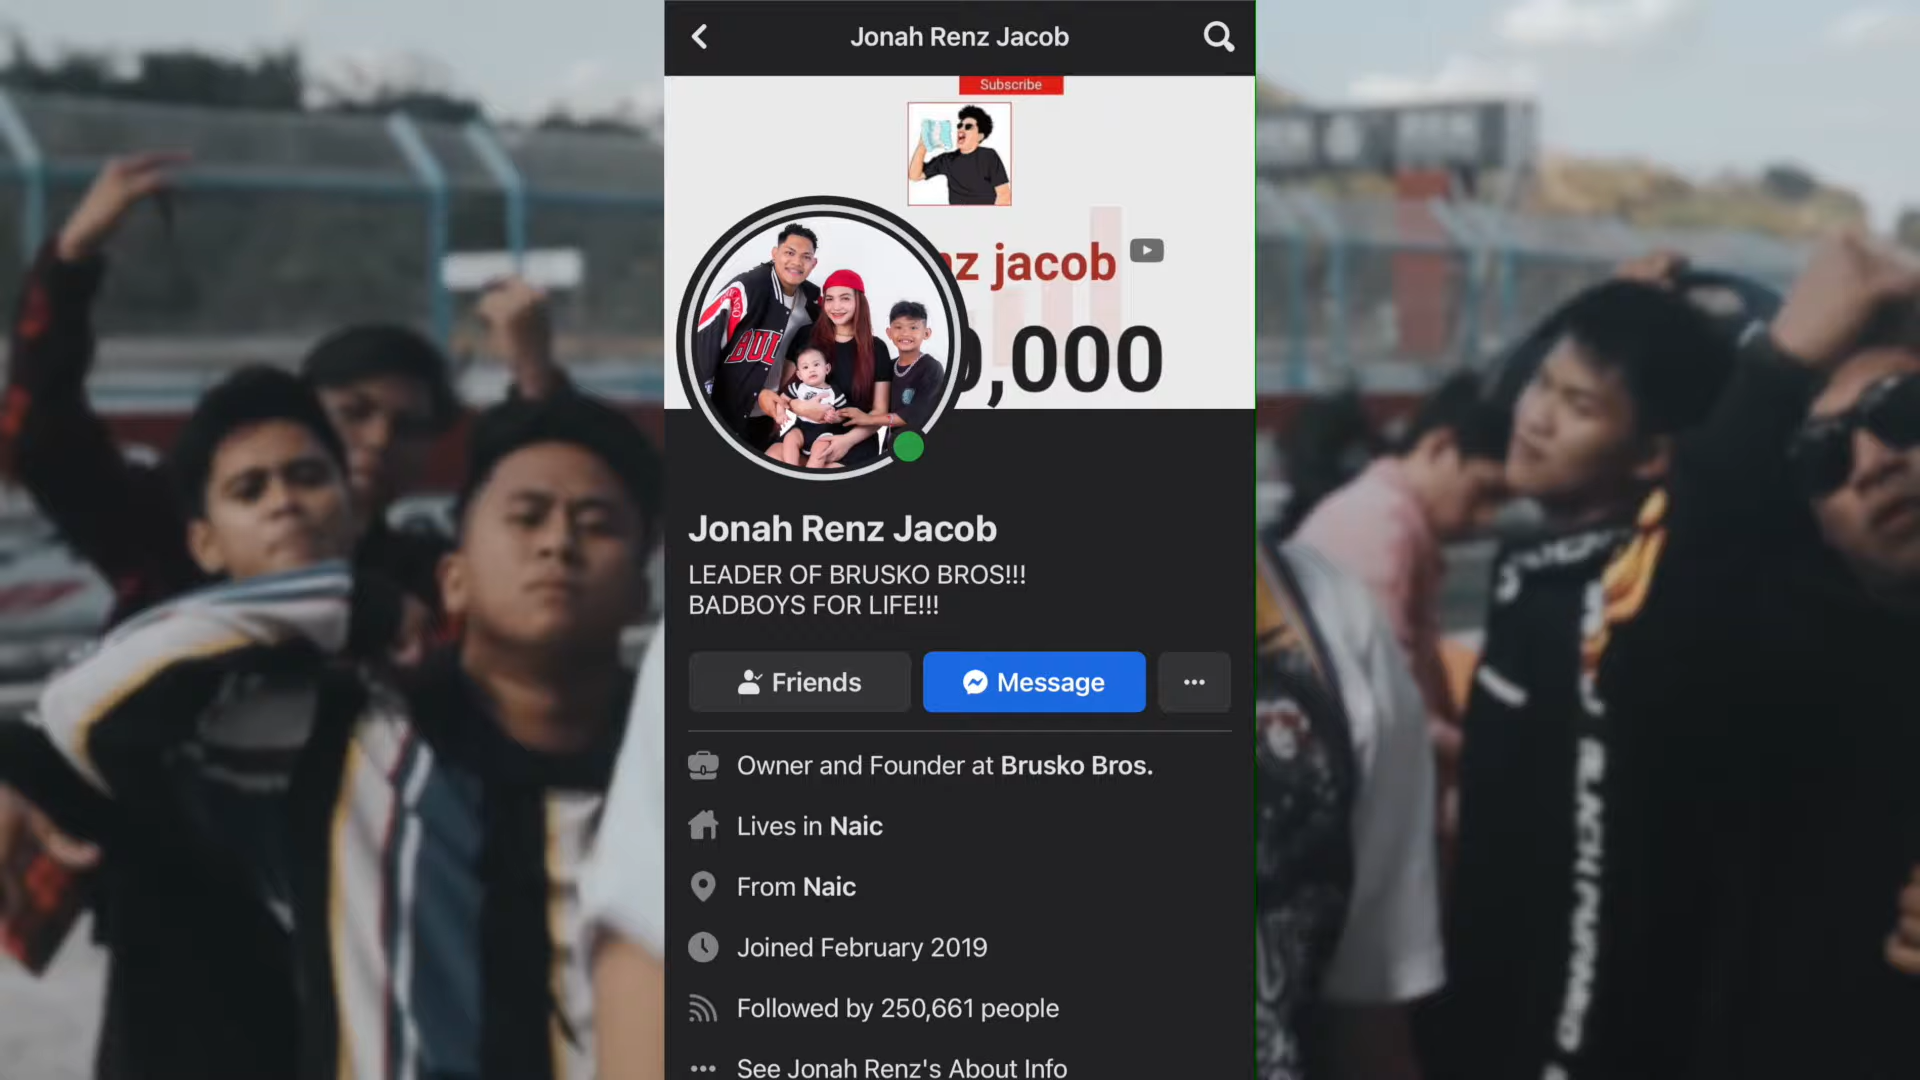 Jonah Renz Jacob
Subscribe
z jacob
,000
BUL
Jonah Renz Jacob
LEADER OF BRUSKO BROS!!!
BADBOYS FOR LIFE!!!
Friends
Message
Owner and Founder at Brusko Bros.
Lives in Naic
From Naic
Joined February 2019
Followed by 250,661 people
See Jonah Renz's About Info